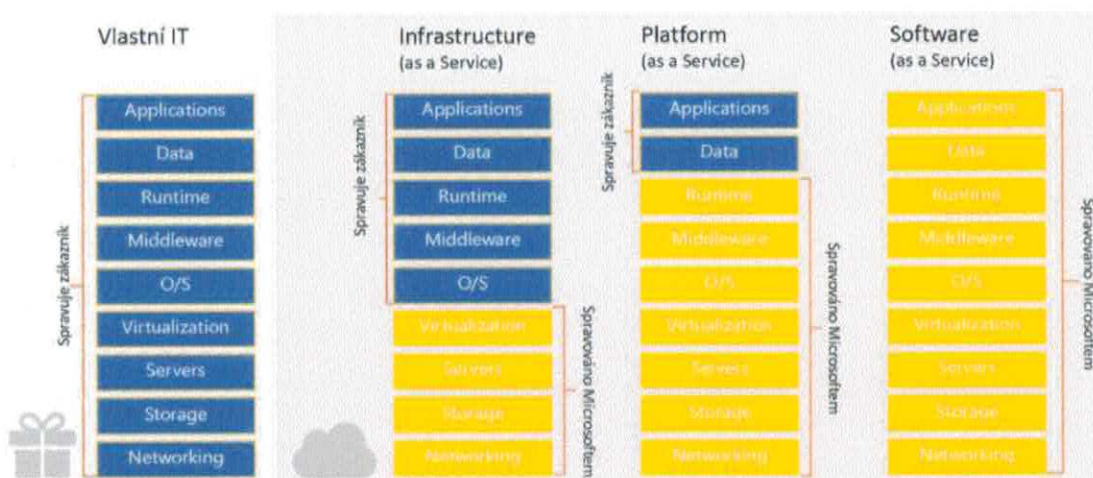 Vlastní IT
Spravuje zákazník
Applications
Data
Runtime
Middleware
O/S
Virtualization
Servers
Storage
Networking
Infrastructure
(as a Service)
Spravuje zákazník
Applications
Data
Runtime
Middleware
O/S
Virtualization
Servers
Storage
Networking
Spravováno Microsoftem
Platform
(as a Service)
Spravuje zákazník
Applications
Data
Runtime
Middleware
O/S
Virtualization
Servers
Storage
Networking
Spravováno Microsoftem
Software
(as a Service)
Applications
Data
Runtime
Middleware
O/S
Virtualization
Servers
Storage
Networking
Spravováno Microsoftem